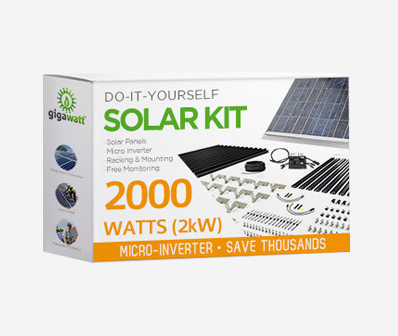 gigawatt
DO-IT-YOURSELF
SOLAR KIT
Solar Panels
Micro Inverter
Racking & Mounting
Free Monitoring
2000
WATTS (2kW)
MICRO-INVERTER • SAVE THOUSANDS